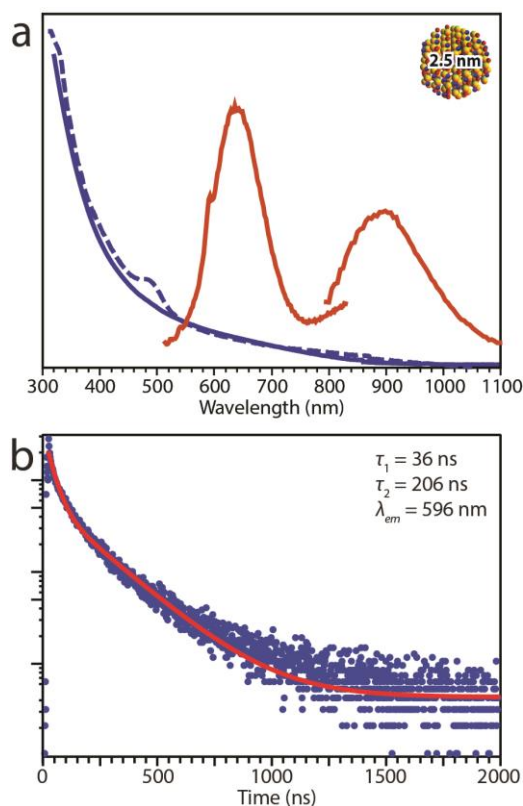 a
2.5 nm
300 400 500 600 700 800 900 1000 1100
Wavelength (nm)
b
τ1 = 36 ns
τ2 = 206 ns
λem = 596 nm
0 500 1000 1500 2000
Time (ns)